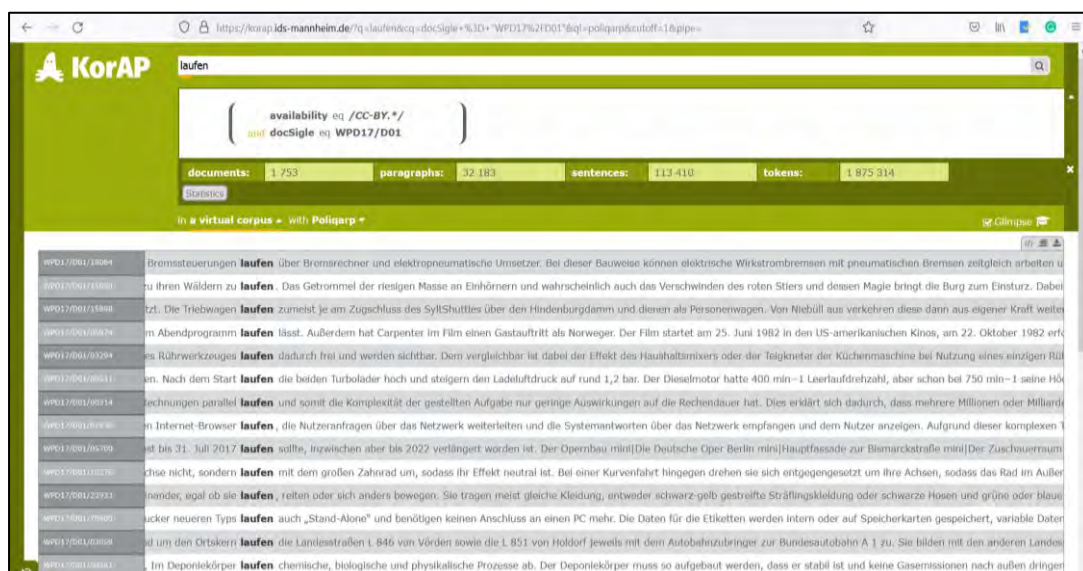 https://korap.ids-mannheim.de/?q=laufen&cq=docSigle+%3D+"WPD17%2FD01"&ql=poliqarp&cutoff=1&pipe=
KorAP
laufen
availability eq /CC-BY.*/
and docSigle eq WPD17/D01
documents: 1 753 paragraphs: 32 183 sentences: 113 410 tokens: 1 875 314
Statistics
in a virtual corpus with Poliqarp Glimpse
Bremssteuerungen laufen über Bremsrechner und elektropneumatische Umsetzer. Bei dieser Bauweise können elektrische Wirkstrombremsen mit pneumatischen Bremsen zeitgleich arbeiten u
zu ihren Wäldern zu laufen. Das Getrommel der riesigen Masse an Einhörnern und wahrscheinlich auch das Verschwinden des roten Stiers und dessen Magie bringt die Burg zum Einsturz. Dabei
tzt. Die Triebwagen laufen zumeist je am Zugschluss des SyltShuttles über den Hindenburgdamm und dienen als Personenwagen. Von Niebüll aus verkehren diese dann aus eigener Kraft weiter
m Abendprogramm laufen lässt. Außerdem hat Carpenter im Film einen Gastauftritt als Norweger. Der Film startet am 25. Juni 1982 in den US-amerikanischen Kinos, am 22. Oktober 1982 erfo
es Rührwerkzeuges laufen dadurch frei und werden sichtbar. Dem vergleichbar ist dabei der Effekt des Haushaltsmixers oder der Teigkneter der Küchenmaschine bei Nutzung eines einzigen Rü
en. Nach dem Start laufen die beiden Turbolader hoch und steigern den Ladeluftdruck auf rund 1,2 bar. Der Dieselmotor hatte 400 min−1 Leerlaufdrehzahl, aber schon bei 750 min−1 seine Hö
echnungen parallel laufen und somit die Komplexität der gestellten Aufgabe nur geringe Auswirkungen auf die Rechendauer hat. Dies erklärt sich dadurch, dass mehrere Millionen oder Milliard
n Internet-Browser laufen, die Nutzeranfragen über das Netzwerk weiterleiten und die Systemantworten über das Netzwerk empfangen und dem Nutzer anzeigen. Aufgrund dieser komplexen
st bis 31. Juli 2017 laufen sollte, inzwischen aber bis 2022 verlängert worden ist. Der Opernbau mini|Die Deutsche Oper Berlin mini|Hauptfassade zur Bismarckstraße mini|Der Zuschauerraum
chse nicht, sondern laufen mit dem großen Zahnrad um, sodass ihr Effekt neutral ist. Bei einer Kurvenfahrt hingegen drehen sie sich entgegengesetzt um ihre Achsen, sodass das Rad im Außer
inander, egal ob sie laufen, reiten oder sich anders bewegen. Sie tragen meist gleiche Kleidung, entweder schwarz-gelb gestreifte Sträflingskleidung oder schwarze Hosen und grüne oder blaue
ucker neueren Typs laufen auch „Stand-Alone" und benötigen keinen Anschluss an einen PC mehr. Die Daten für die Etiketten werden intern oder auf Speicherkarten gespeichert, variable Daten
d um den Ortskern laufen die Landesstraßen L 846 von Vörden sowie die L 851 von Holdorf jeweils mit dem Autobahnzubringer zur Bundesautobahn A 1 zu. Sie bilden mit den anderen Landes
. Im Deponiekörper laufen chemische, biologische und physikalische Prozesse ab. Der Deponiekörper muss so aufgebaut werden, dass er stabil ist und keine Gasemissionen nach außen dringen